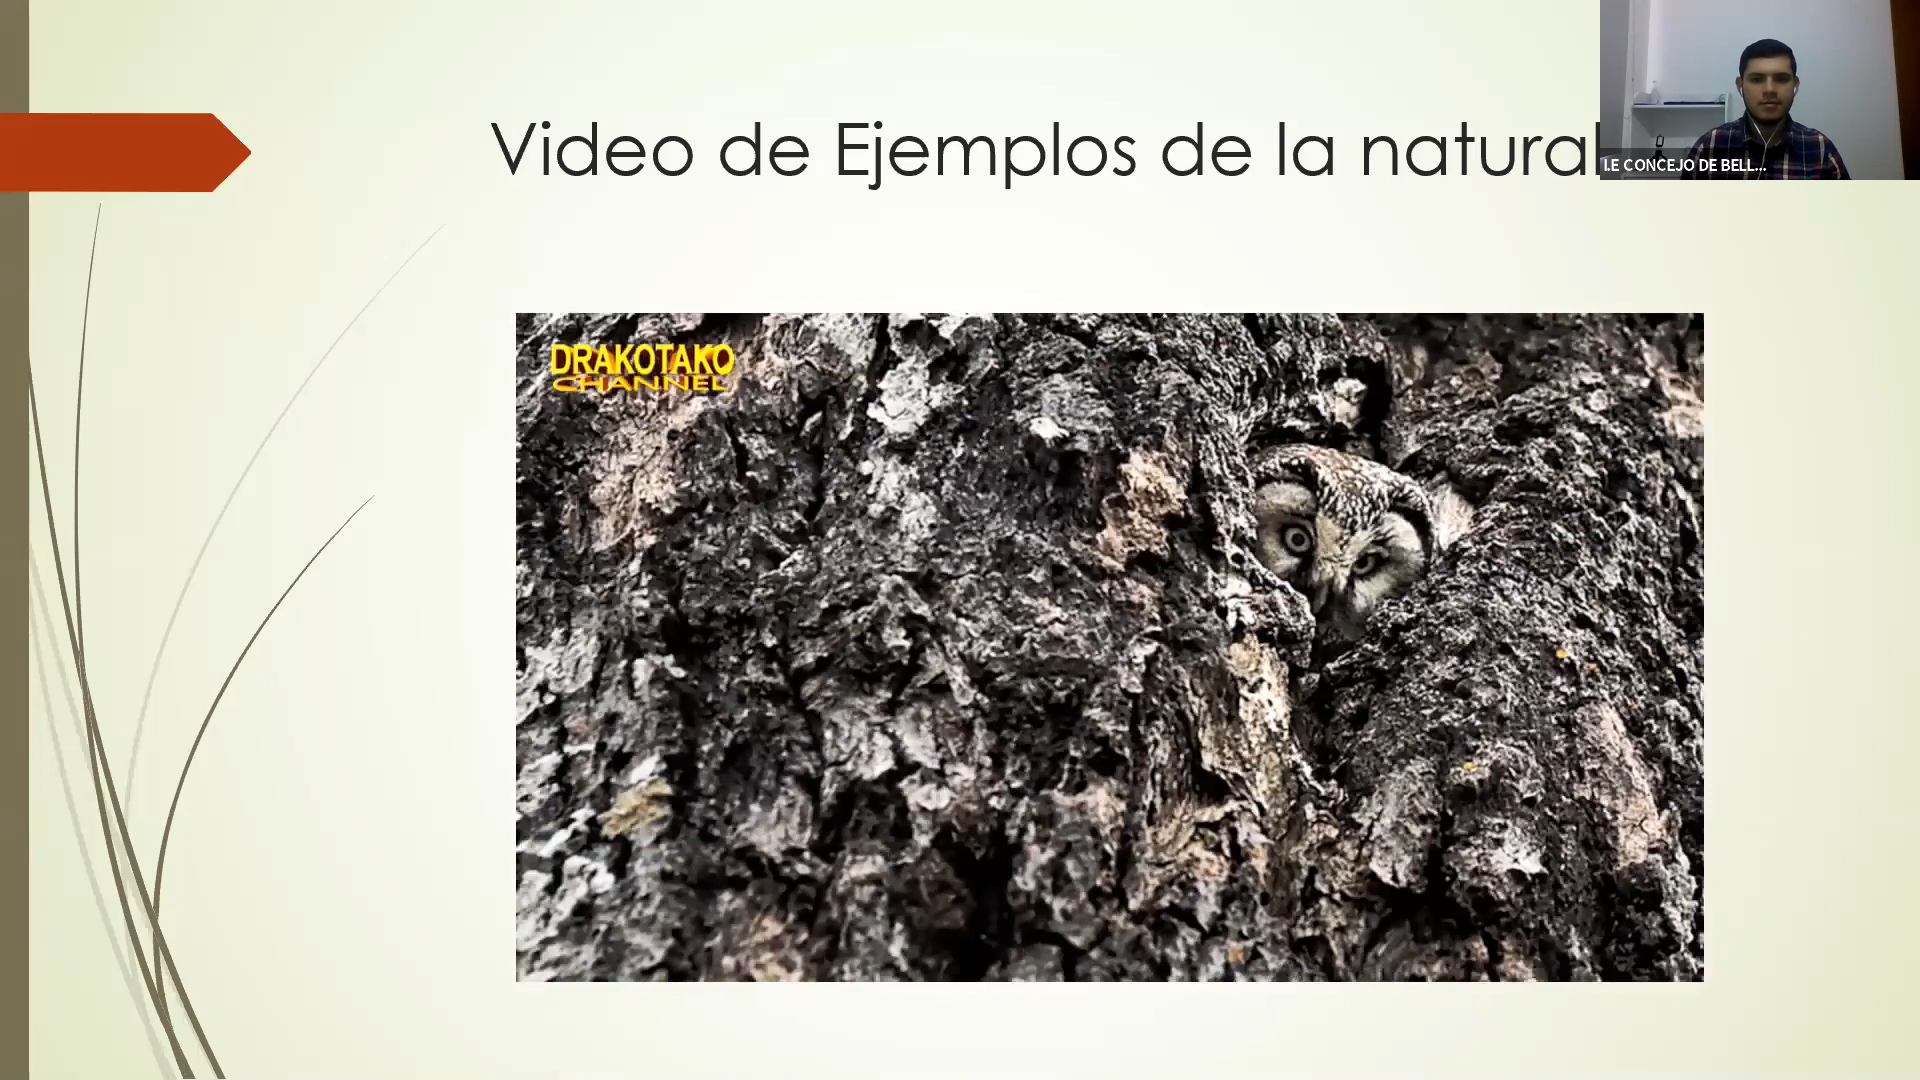 Video de Ejemplos de la natural
I.E CONCEJO DE BELL...
DRAKOTAKO
CHANNEL